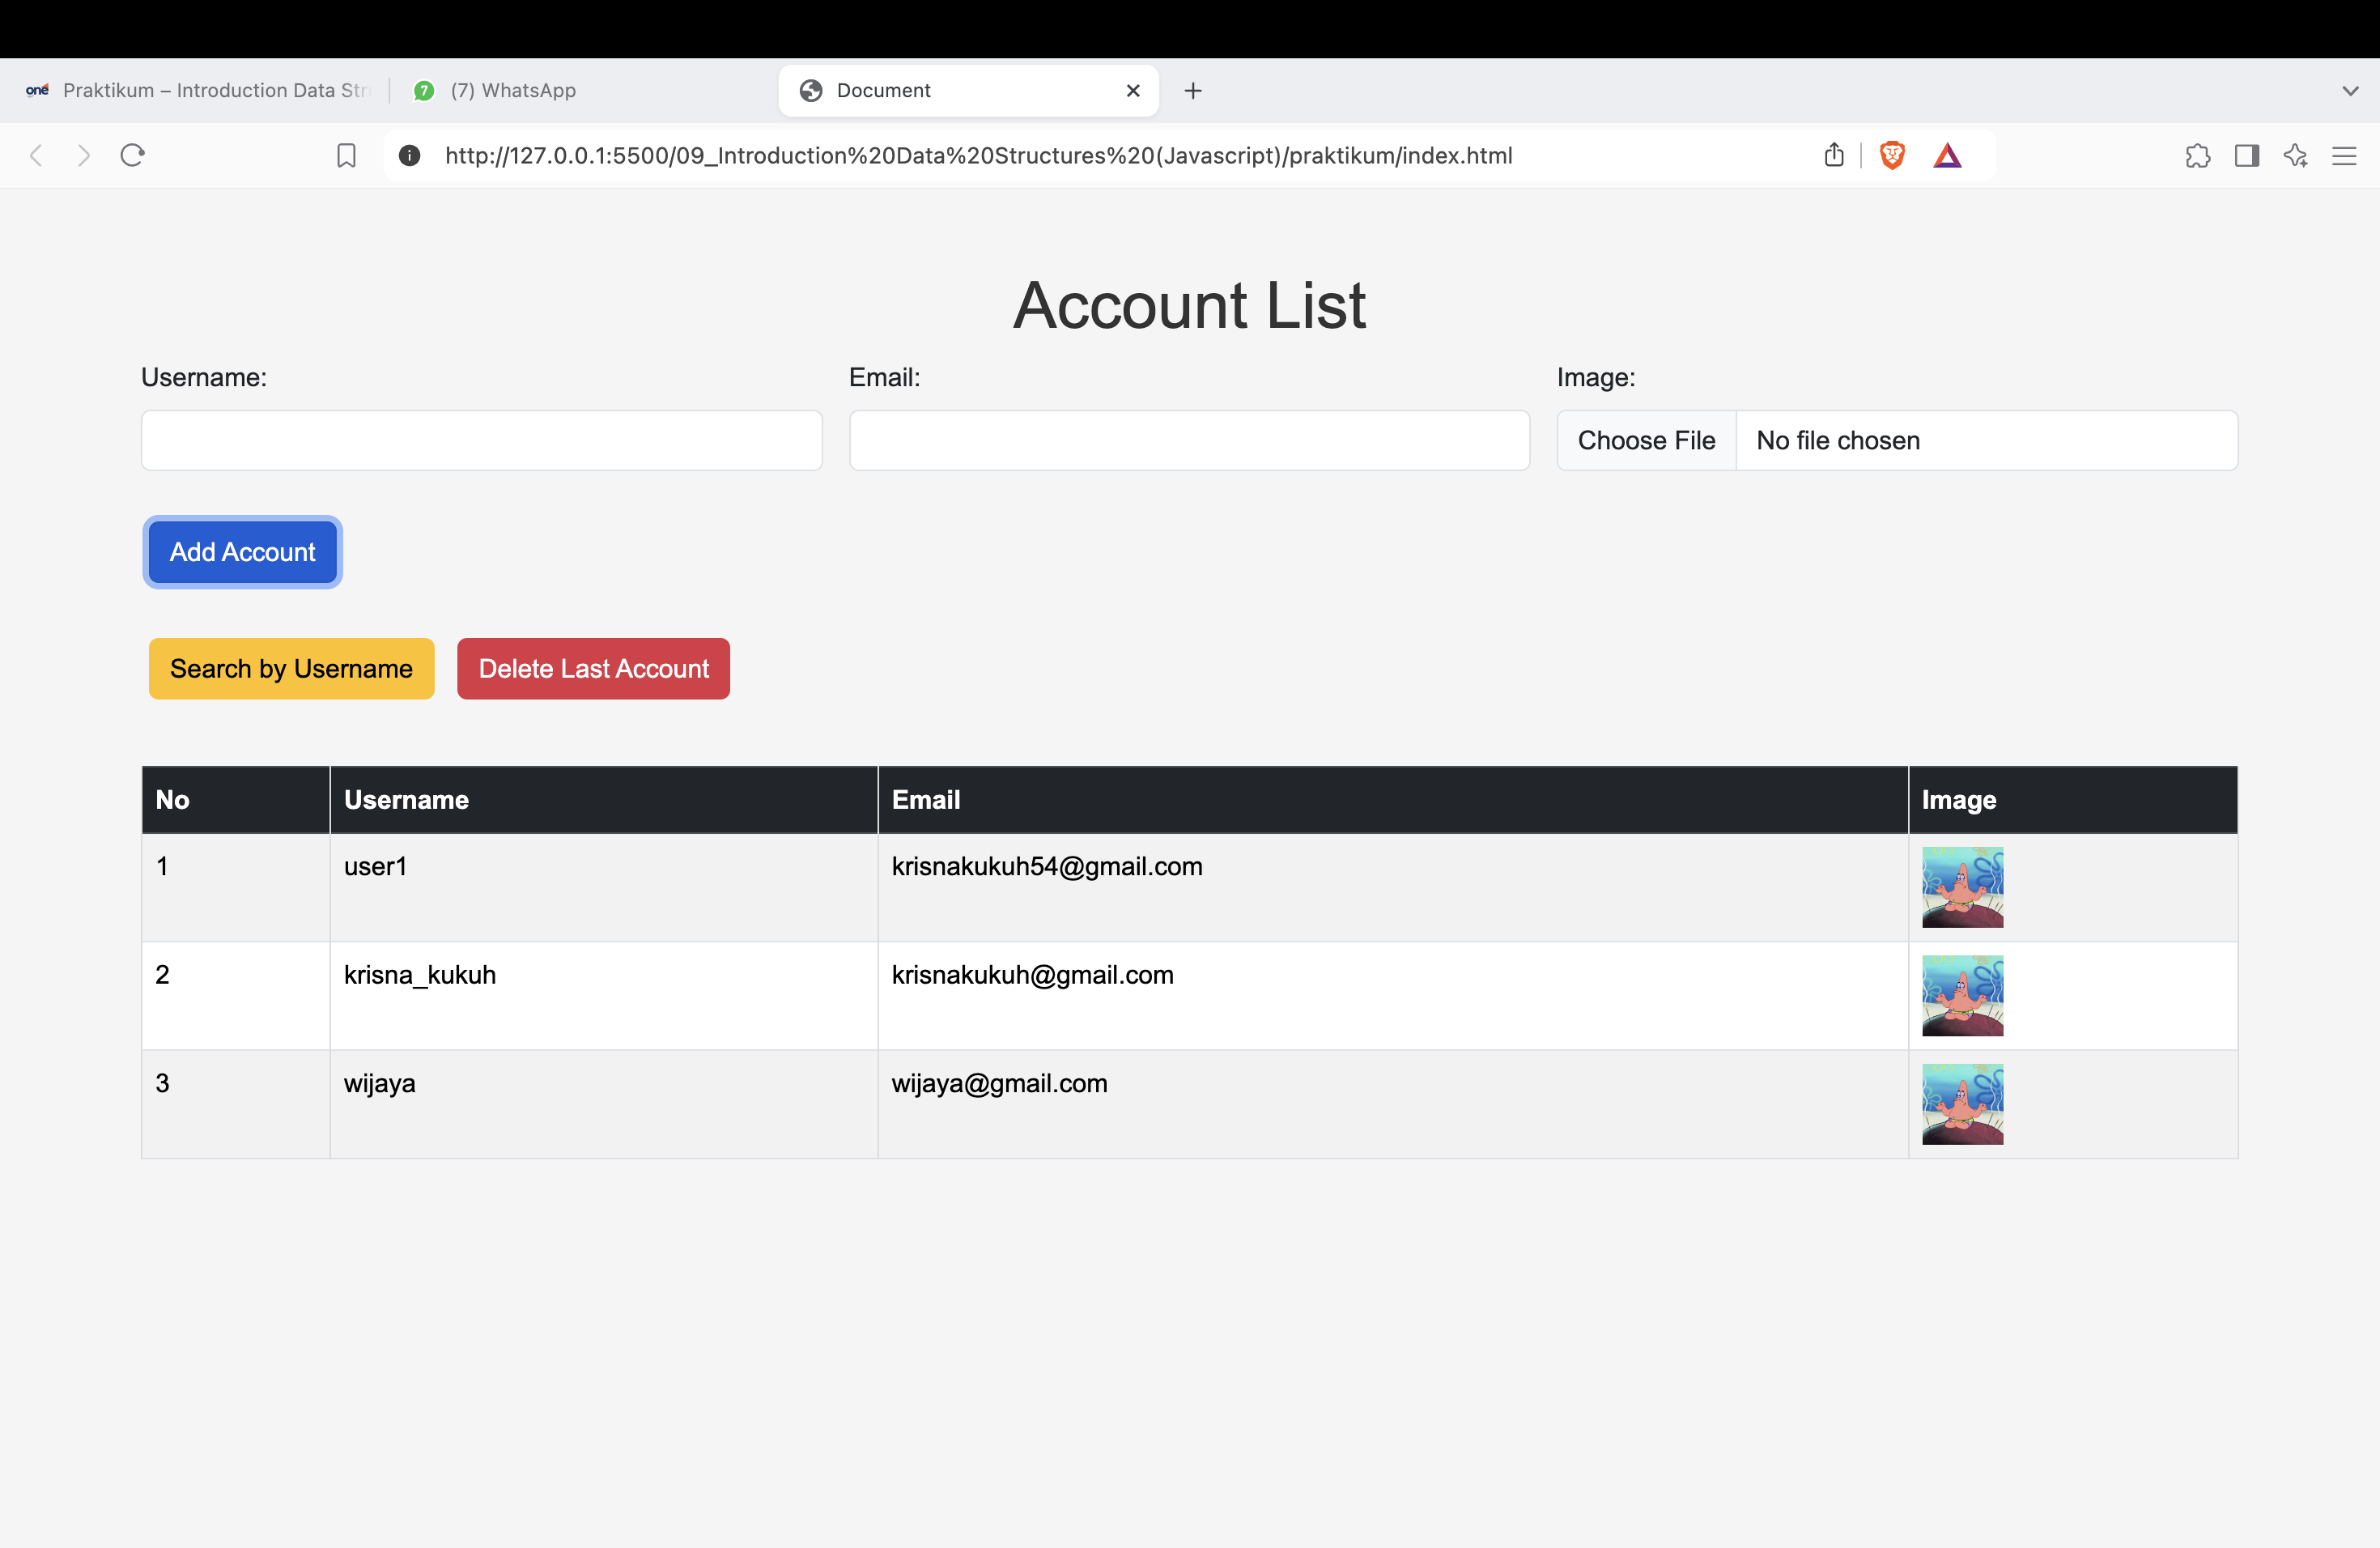 one Praktikum – Introduction Data Str
7 (7) WhatsApp
Document
http://127.0.0.1:5500/09_Introduction%20Data%20Structures%20(Javascript)/praktikum/index.html
Account List
Username:
Email:
Image:
Choose File No file chosen
Add Account
Search by Username
Delete Last Account
No Username Email Image
1 user1 krisnakukuh54@gmail.com
2 krisna_kukuh krisnakukuh@gmail.com
3 wijaya wijaya@gmail.com